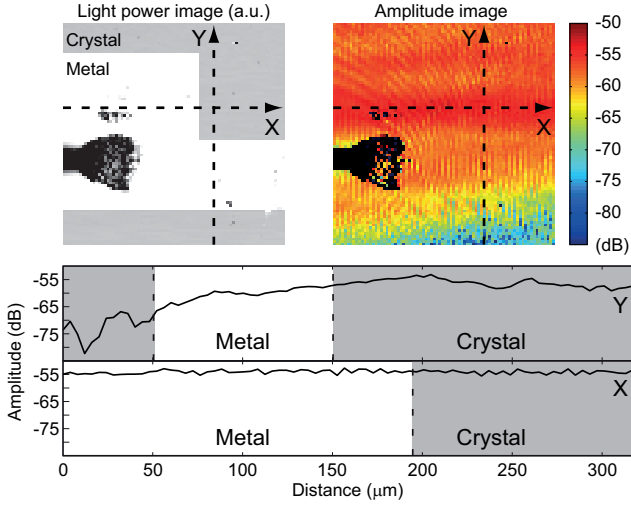 Light power image (a.u.)
Amplitude image
Crystal
Metal
Y
X
Y
X
-50
-55
-60
-65
-70
-75
-80
(dB)
-55
-65
-75
Metal
Crystal
Y
-55
-65
-75
Metal
Crystal
X
Amplitude (dB)
0
50
100
150
200
250
300
Distance (μm)